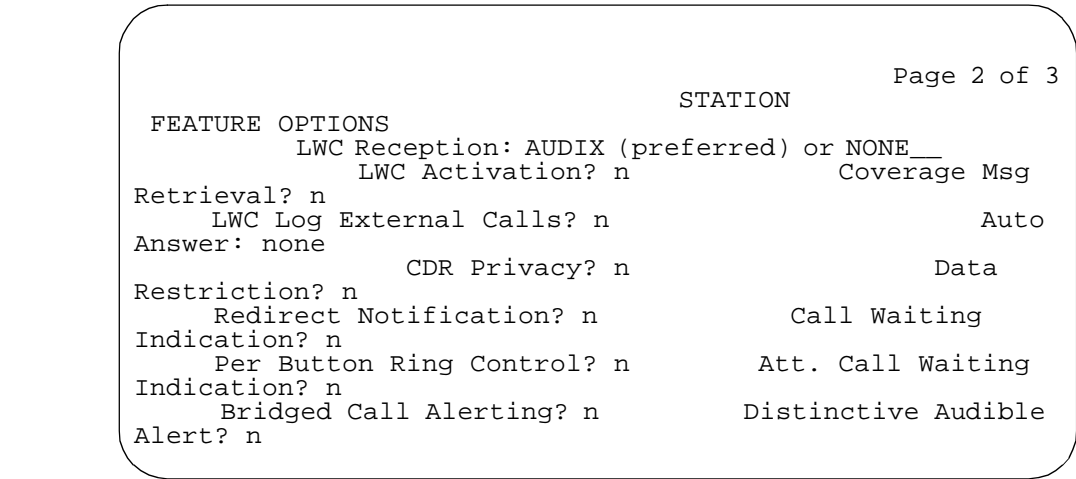 Page 2 of 3
STATION
FEATURE OPTIONS
LWC Reception: AUDIX (preferred) or NONE__
LWC Activation? n Coverage Msg
Retrieval? n
LWC Log External Calls? n Auto
Answer: none
CDR Privacy? n Data
Restriction? n
Redirect Notification? n Call Waiting
Indication? n
Per Button Ring Control? n Att. Call Waiting
Indication? n
Bridged Call Alerting? n Distinctive Audible
Alert? n